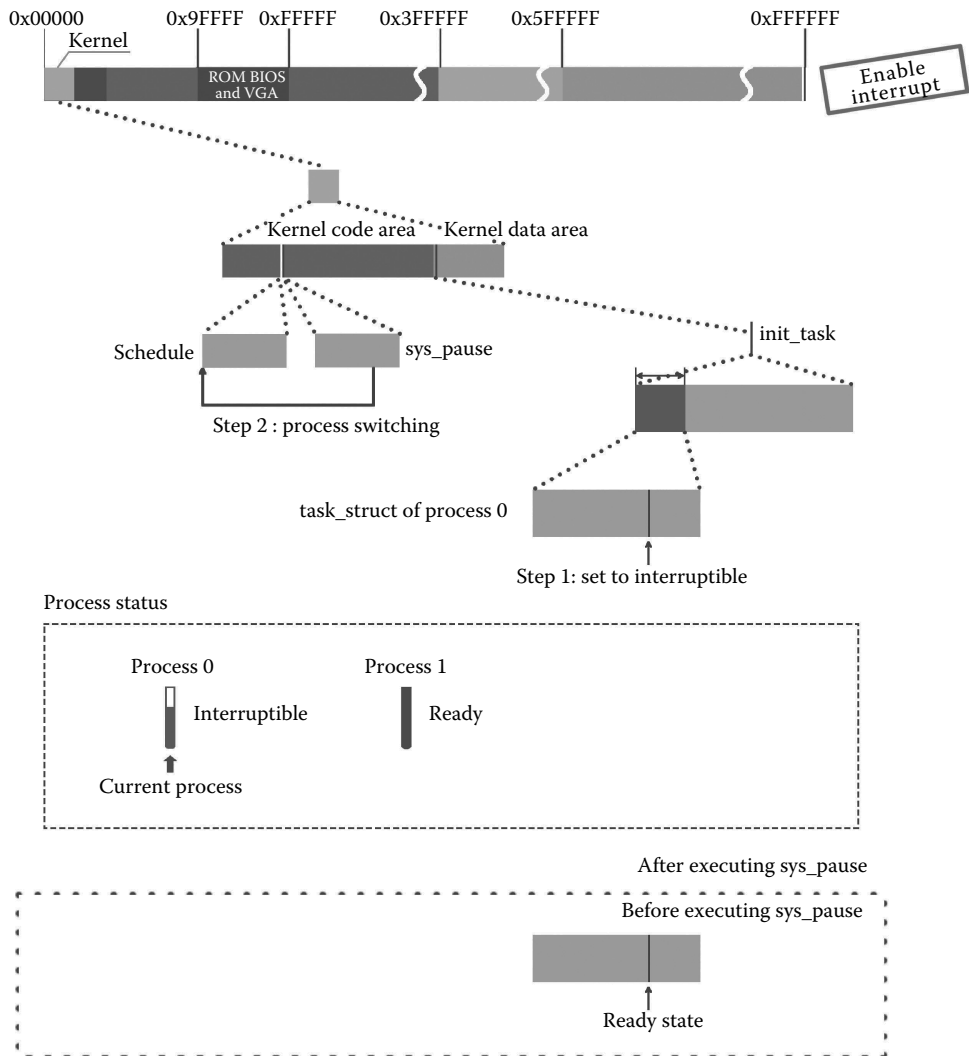 0x00000 0x9FFFF 0xFFFFF 0x3FFFFF 0x5FFFFF 0xFFFFFF
Kernel
ROM BIOS
and VGA
Enable
interrupt
Kernel code area Kernel data area
Schedule sys_pause
init_task
Step 2 : process switching
task_struct of process 0
Step 1: set to interruptible
Process status
Process 0 Process 1
Interruptible Ready
Current process
After executing sys_pause
Before executing sys_pause
Ready state